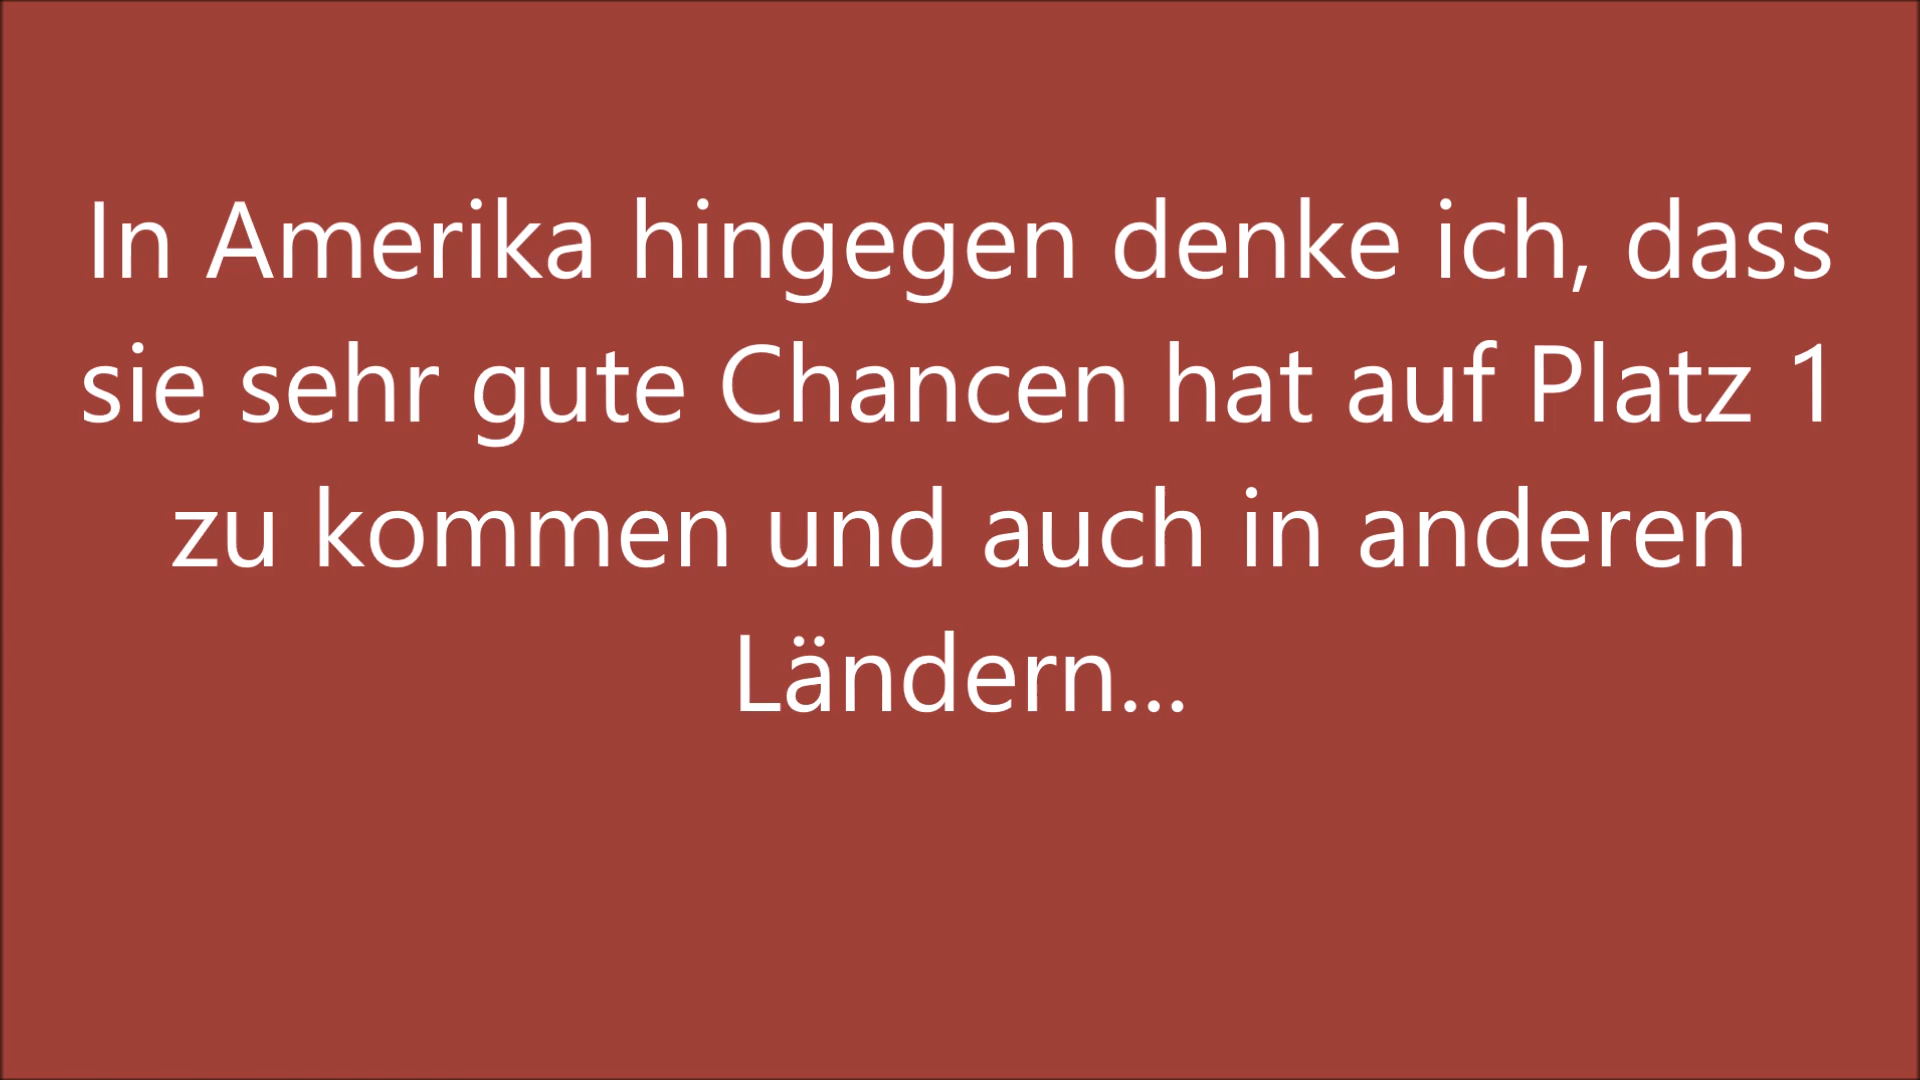 In Amerika hingegen denke ich, dass
sie sehr gute Chancen hat auf Platz 1
zu kommen und auch in anderen
Ländern...